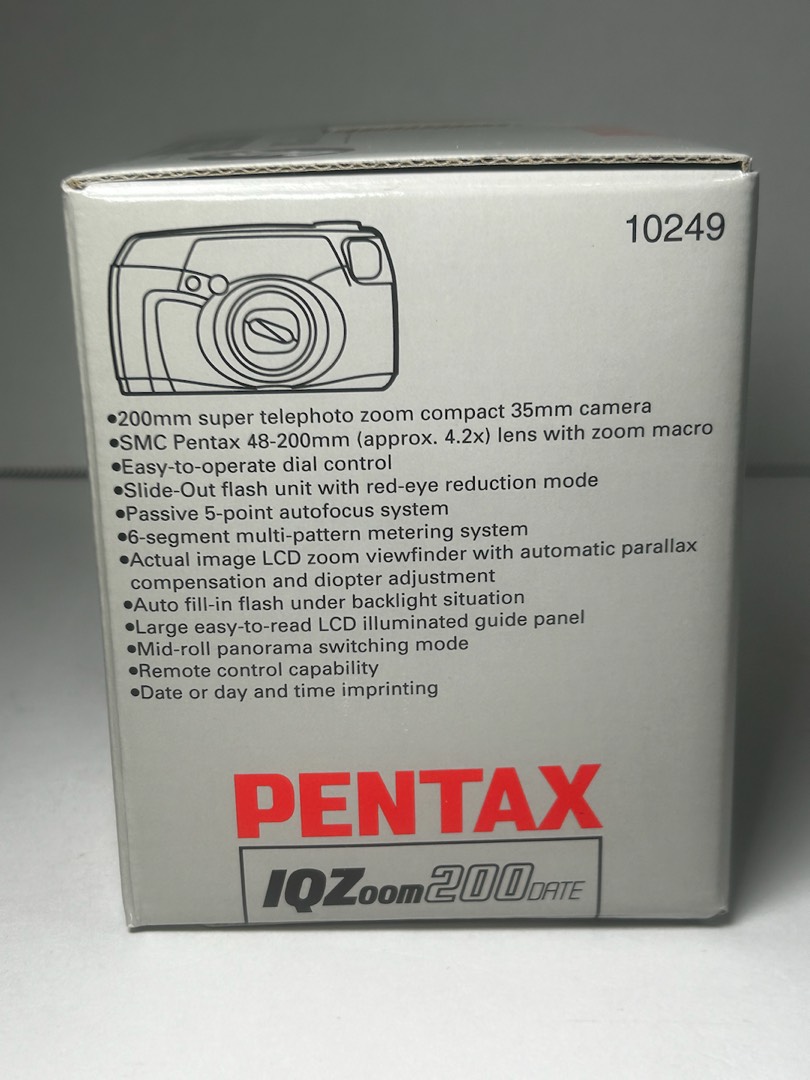 10249
•200mm super telephoto zoom compact 35mm camera
•SMC Pentax 48-200mm (approx. 4.2x) lens with zoom macro
•Easy-to-operate dial control
•Slide-Out flash unit with red-eye reduction mode
•Passive 5-point autofocus system
•6-segment multi-pattern metering system
•Actual image LCD zoom viewfinder with automatic parallax
compensation and diopter adjustment
•Auto fill-in flash under backlight situation
•Large easy-to-read LCD illuminated guide panel
•Mid-roll panorama switching mode
•Remote control capability
•Date or day and time imprinting
PENTAX
IQZoom200DATE